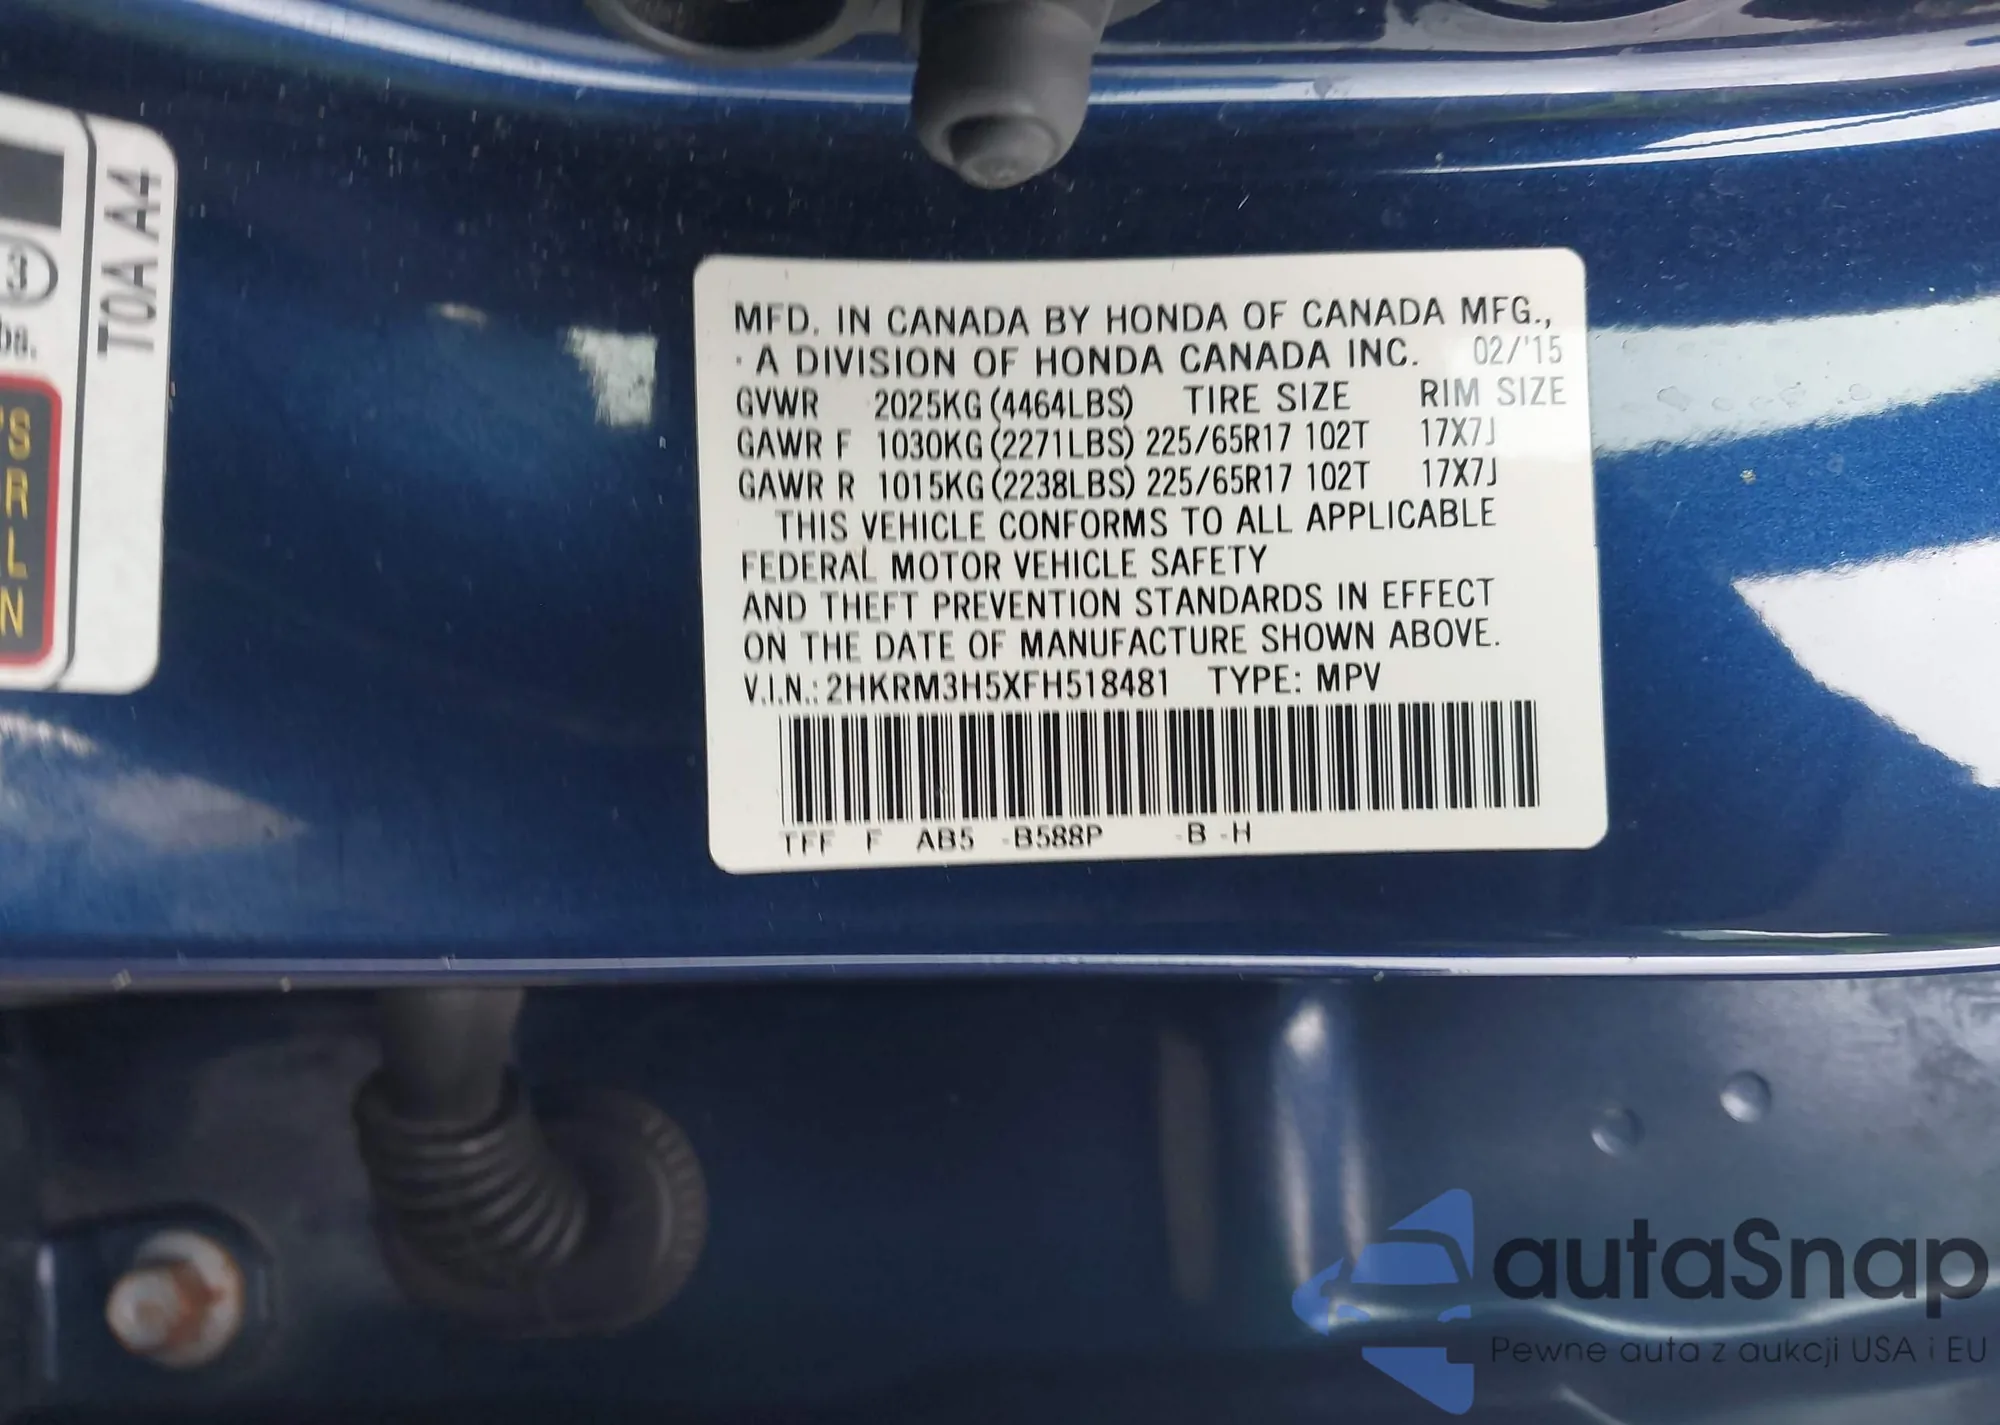 T0A A4
3
bs.
'S
R
L
N
MFD. IN CANADA BY HONDA OF CANADA MFG.,
A DIVISION OF HONDA CANADA INC. 02/'15
GVWR 2025KG (4464LBS) TIRE SIZE RIM SIZE
GAWR F 1030KG (2271LBS) 225/65R17 102T 17X7J
GAWR R 1015KG (2238LBS) 225/65R17 102T 17X7J
THIS VEHICLE CONFORMS TO ALL APPLICABLE
FEDERAL MOTOR VEHICLE SAFETY
AND THEFT PREVENTION STANDARDS IN EFFECT
ON THE DATE OF MANUFACTURE SHOWN ABOVE.
V.I.N.: 2HKRM3H5XFH518481 TYPE: MPV
TFF F AB5 -B588P -B -H
autaSnap
Pewne auta z aukcji USA i EU